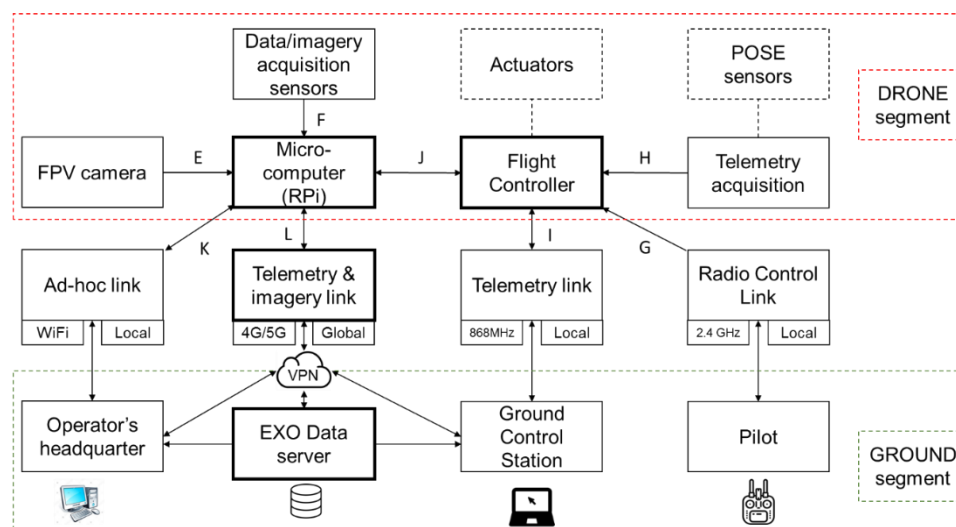 Data/imagery
acquisition
sensors
Actuators
POSE
sensors
DRONE
segment
F
FPV camera
E
Micro-
computer
(RPi)
J
Flight
Controller
H
Telemetry
acquisition
K
L
I
G
Ad-hoc link
WiFi
Local
Telemetry &
imagery link
4G/5G
Global
Telemetry link
868MHz
Local
Radio Control
Link
2.4 GHz
Local
VPN
Operator's
headquarter
EXO Data
server
Ground
Control
Station
Pilot
GROUND
segment